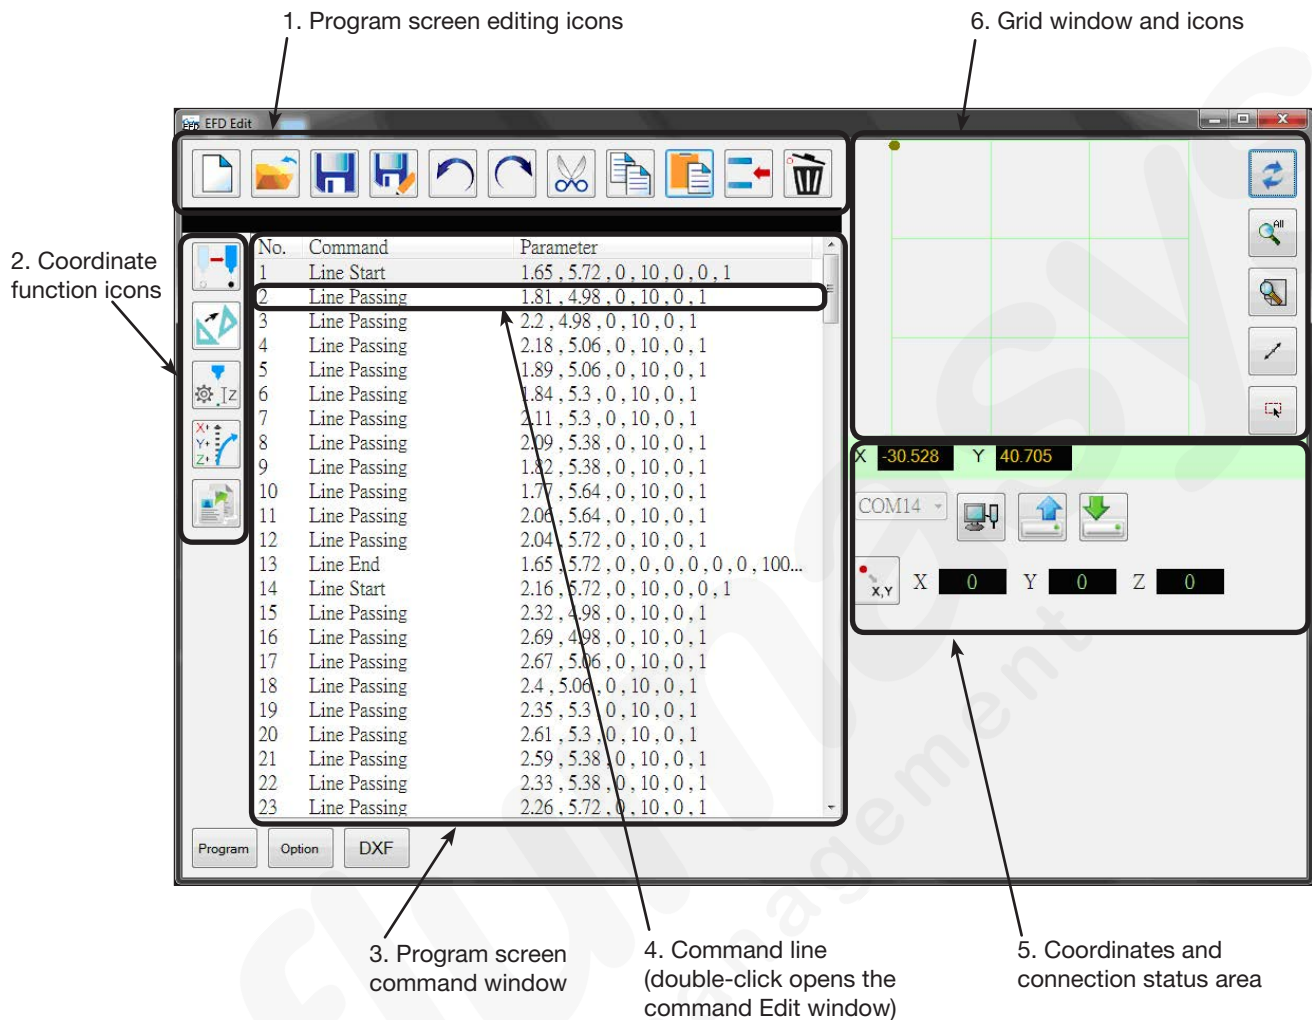 1. Program screen editing icons
6. Grid window and icons
EFD Edit
All
2. Coordinate
function icons
No. Command Parameter
1 Line Start 1.65 , 5.72 , 0 , 10 , 0 , 0 , 1
2 Line Passing 1.81 , 4.98 , 0 , 10 , 0 , 1
3 Line Passing 2.2 , 4.98 , 0 , 10 , 0 , 1
4 Line Passing 2.18 , 5.06 , 0 , 10 , 0 , 1
5 Line Passing 1.89 , 5.06 , 0 , 10 , 0 , 1
6 Line Passing 1.84 , 5.3 , 0 , 10 , 0 , 1
7 Line Passing 2.11 , 5.3 , 0 , 10 , 0 , 1
8 Line Passing 2.09 , 5.38 , 0 , 10 , 0 , 1
9 Line Passing 1.82 , 5.38 , 0 , 10 , 0 , 1
10 Line Passing 1.77 , 5.64 , 0 , 10 , 0 , 1
11 Line Passing 2.06 , 5.64 , 0 , 10 , 0 , 1
12 Line Passing 2.04 , 5.72 , 0 , 10 , 0 , 1
13 Line End 1.65 , 5.72 , 0 , 0 , 0 , 0 , 0 , 0 , 100...
14 Line Start 2.16 , 5.72 , 0 , 10 , 0 , 0 , 1
15 Line Passing 2.32 , 4.98 , 0 , 10 , 0 , 1
16 Line Passing 2.69 , 4.98 , 0 , 10 , 0 , 1
17 Line Passing 2.67 , 5.06 , 0 , 10 , 0 , 1
18 Line Passing 2.4 , 5.06 , 0 , 10 , 0 , 1
19 Line Passing 2.35 , 5.3 , 0 , 10 , 0 , 1
20 Line Passing 2.61 , 5.3 , 0 , 10 , 0 , 1
21 Line Passing 2.59 , 5.38 , 0 , 10 , 0 , 1
22 Line Passing 2.33 , 5.38 , 0 , 10 , 0 , 1
23 Line Passing 2.26 , 5.72 , 0 , 10 , 0 , 1
Z
X+
Y+
Z+
X -30.528 Y 40.705
COM14
X,Y X 0 Y 0 Z 0
Program Option DXF
3. Program screen
command window
4. Command line
(double-click opens the
command Edit window)
5. Coordinates and
connection status area